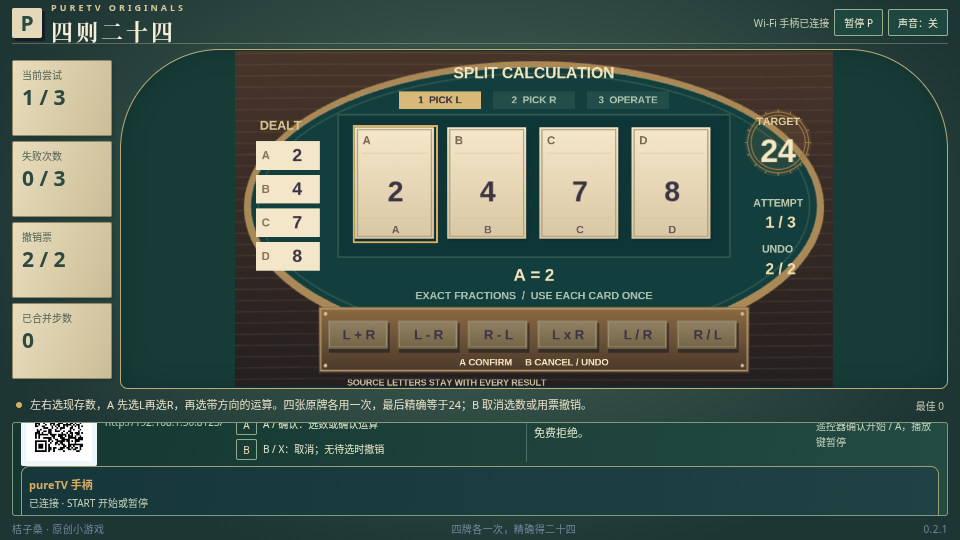 P
PURETV ORIGINALS
四则二十四
Wi-Fi 手柄已连接
暂停 P
声音：关
当前尝试
1 / 3
失败次数
0 / 3
撤销票
2 / 2
已合并步数
0
SPLIT CALCULATION
1 PICK L
2 PICK R
3 OPERATE
DEALT
A 2
B 4
C 7
D 8
A
2
A
B
4
B
C
7
C
D
8
D
TARGET
24
ATTEMPT
1 / 3
UNDO
2 / 2
A = 2
EXACT FRACTIONS / USE EACH CARD ONCE
L + R
L - R
R - L
L x R
L / R
R / L
A CONFIRM B CANCEL / UNDO
SOURCE LETTERS STAY WITH EVERY RESULT
左右选现存数，A 先选L再选R，再选带方向的运算。四张原牌各用一次，最后精确等于24；B 取消选数或用票撤销。
最佳 0
A
A / 确认：选数或确认运算
B
B / X：取消；无待选时撤销
免费拒绝。
遥控器确认开始 / A，播放
键暂停
pureTV 手柄
已连接 · START 开始或暂停
桔子桑 · 原创小游戏
四牌各一次，精确得二十四
0.2.1